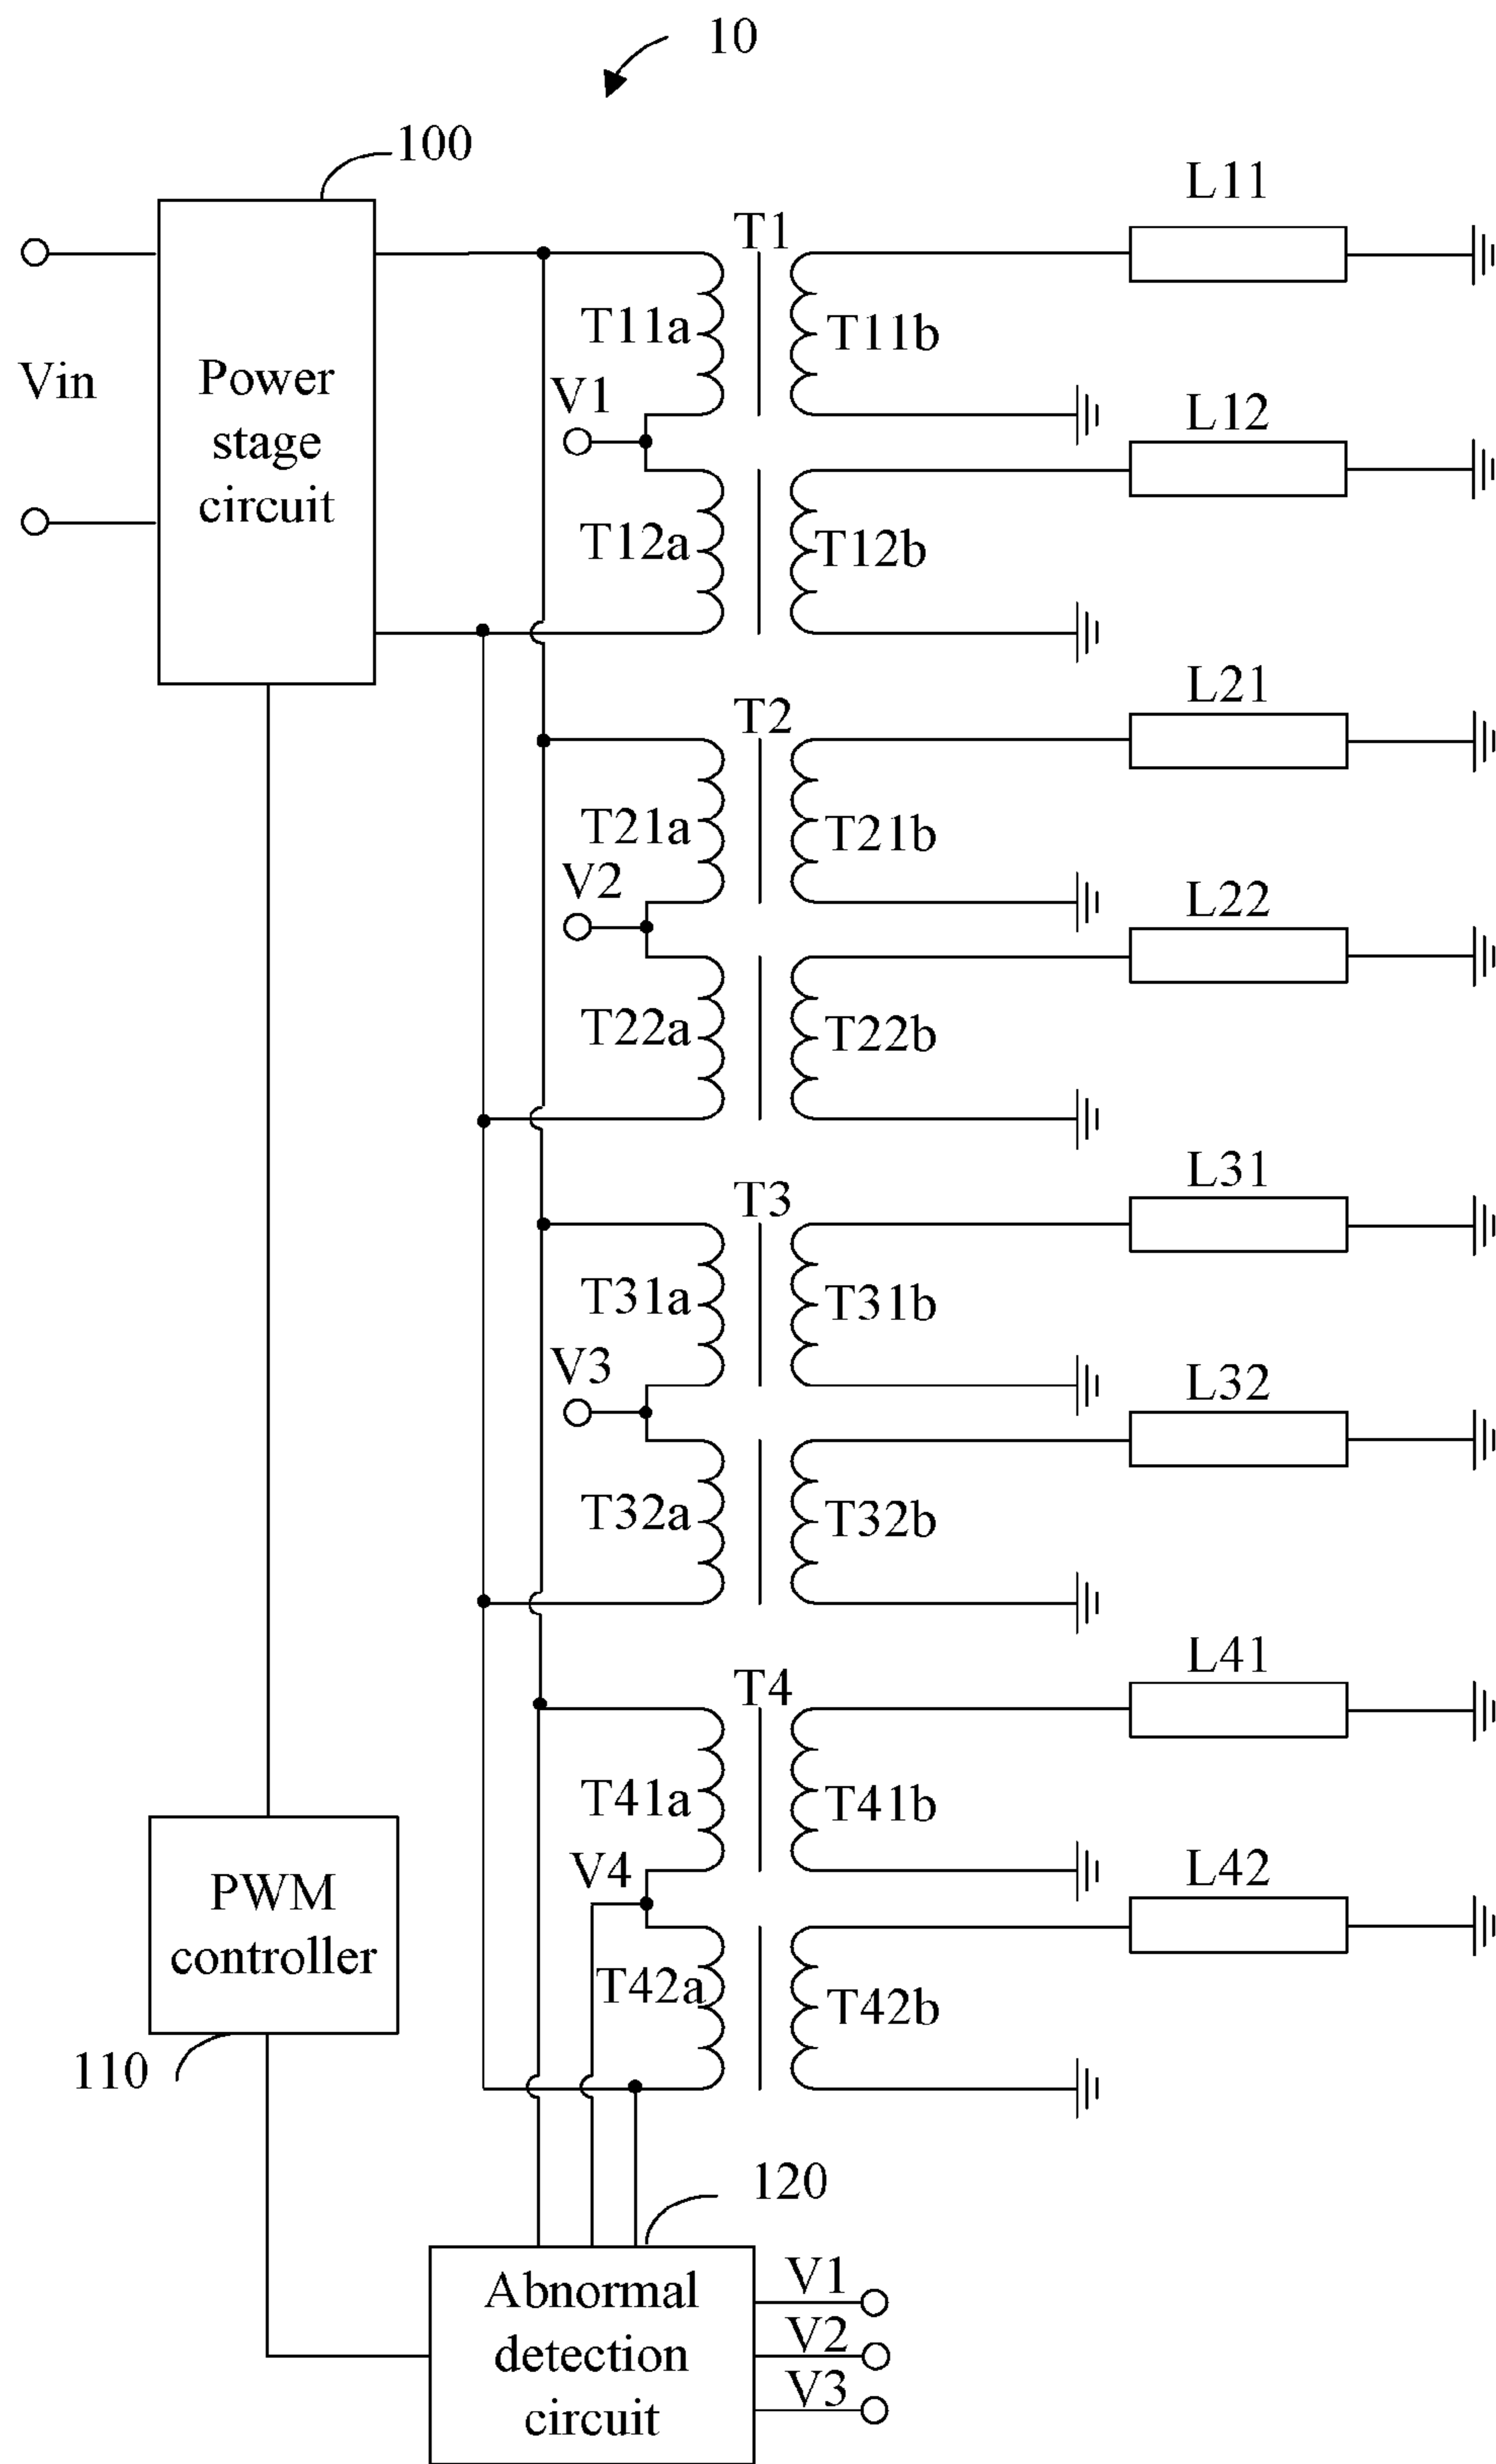 10
100
L11
T1
Vin
Power
stage
circuit
T11a
T11b
V1
L12
T12a
T12b
L21
T2
T21a
T21b
V2
L22
T22a
T22b
L31
T3
T31a
T31b
V3
L32
T32a
T32b
L41
T4
T41a
T41b
V4
L42
PWM
controller
T42a
T42b
110
120
Abnormal
detection
circuit
V1
V2
V3